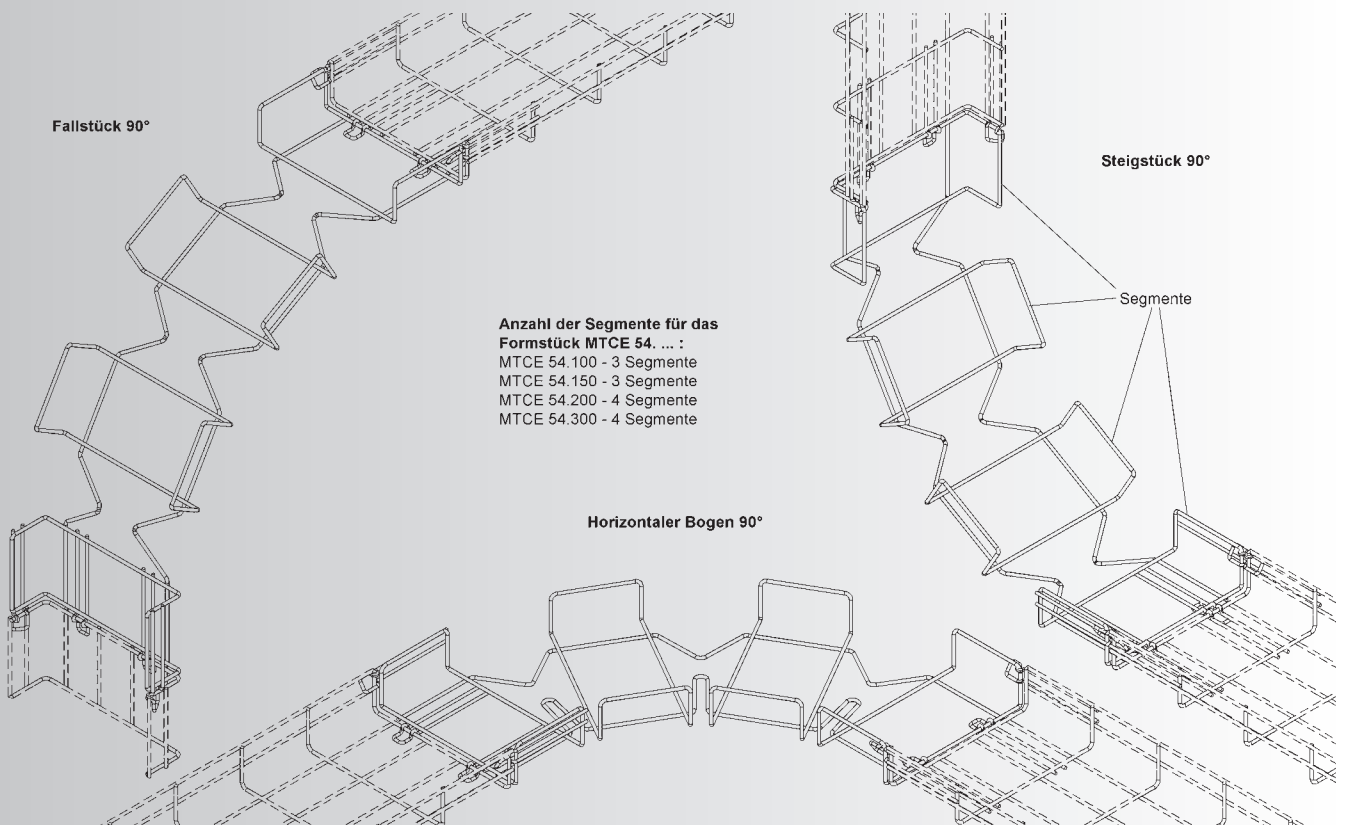 Fallstück 90°
Steigstück 90°
Segmente
Anzahl der Segmente für das
Formstück MTCE 54. ... :
MTCE 54.100 - 3 Segmente
MTCE 54.150 - 3 Segmente
MTCE 54.200 - 4 Segmente
MTCE 54.300 - 4 Segmente
Horizontaler Bogen 90°